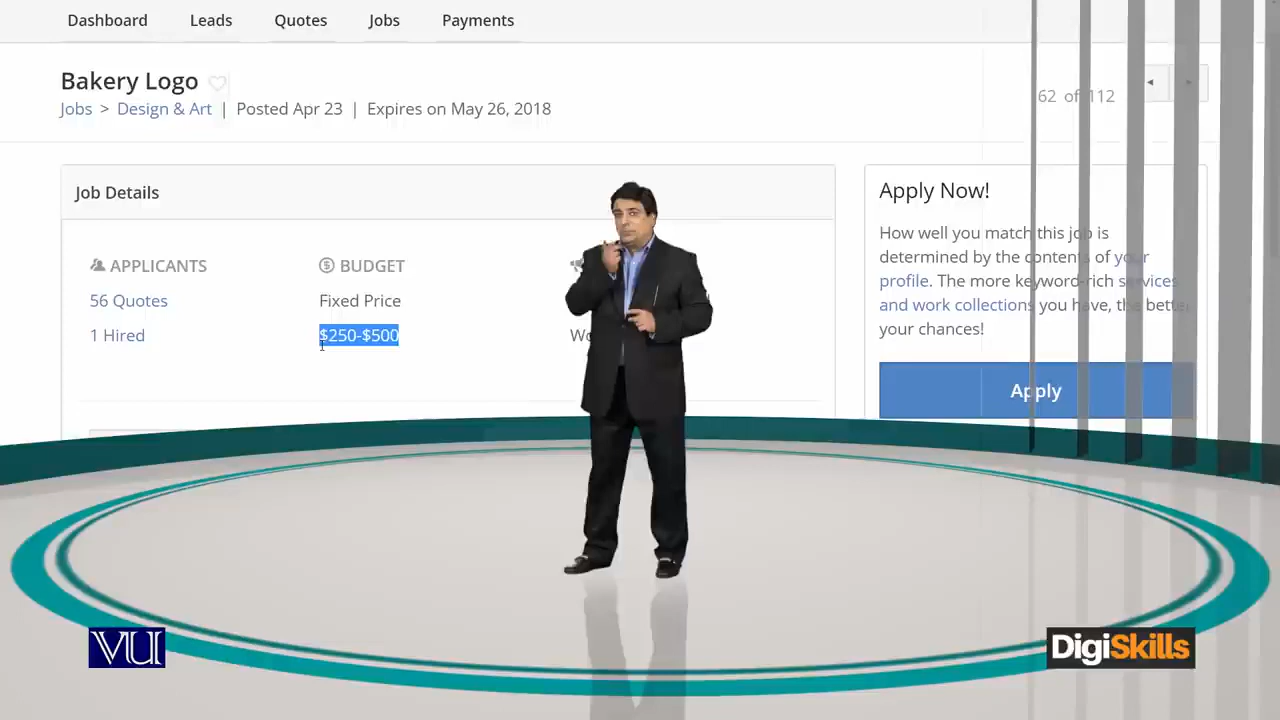 Dashboard Leads Quotes Jobs Payments
Bakery Logo
Jobs > Design & Art | Posted Apr 23 | Expires on May 26, 2018
62 of 112
Job Details
APPLICANTS BUDGET
56 Quotes Fixed Price
1 Hired $250-$500
Apply Now!
How well you match this job is
determined by the contents of your
profile. The more keyword-rich services
and work collections you have, the better
your chances!
Apply
VU
DigiSkills